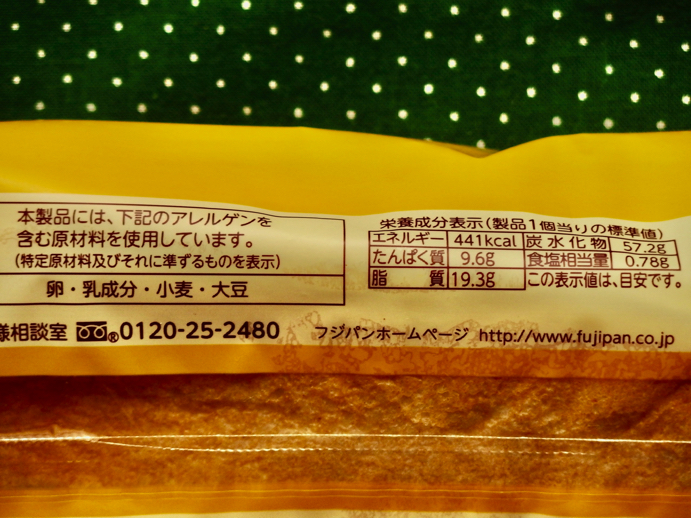 本製品には、下記のアレルゲンを
含む原材料を使用しています。
(特定原材料及びそれに準ずるものを表示)
卵・乳成分・小麦・大豆
様相談室 0120-25-2480
栄養成分表示(製品1個当りの標準値)
エネルギー 441kcal 炭水化物 57.2g
たんぱく質 9.6g 食塩相当量 0.78g
脂質 19.3g この表示値は、目安です。
フジパンホームページ http://www.fujipan.co.jp